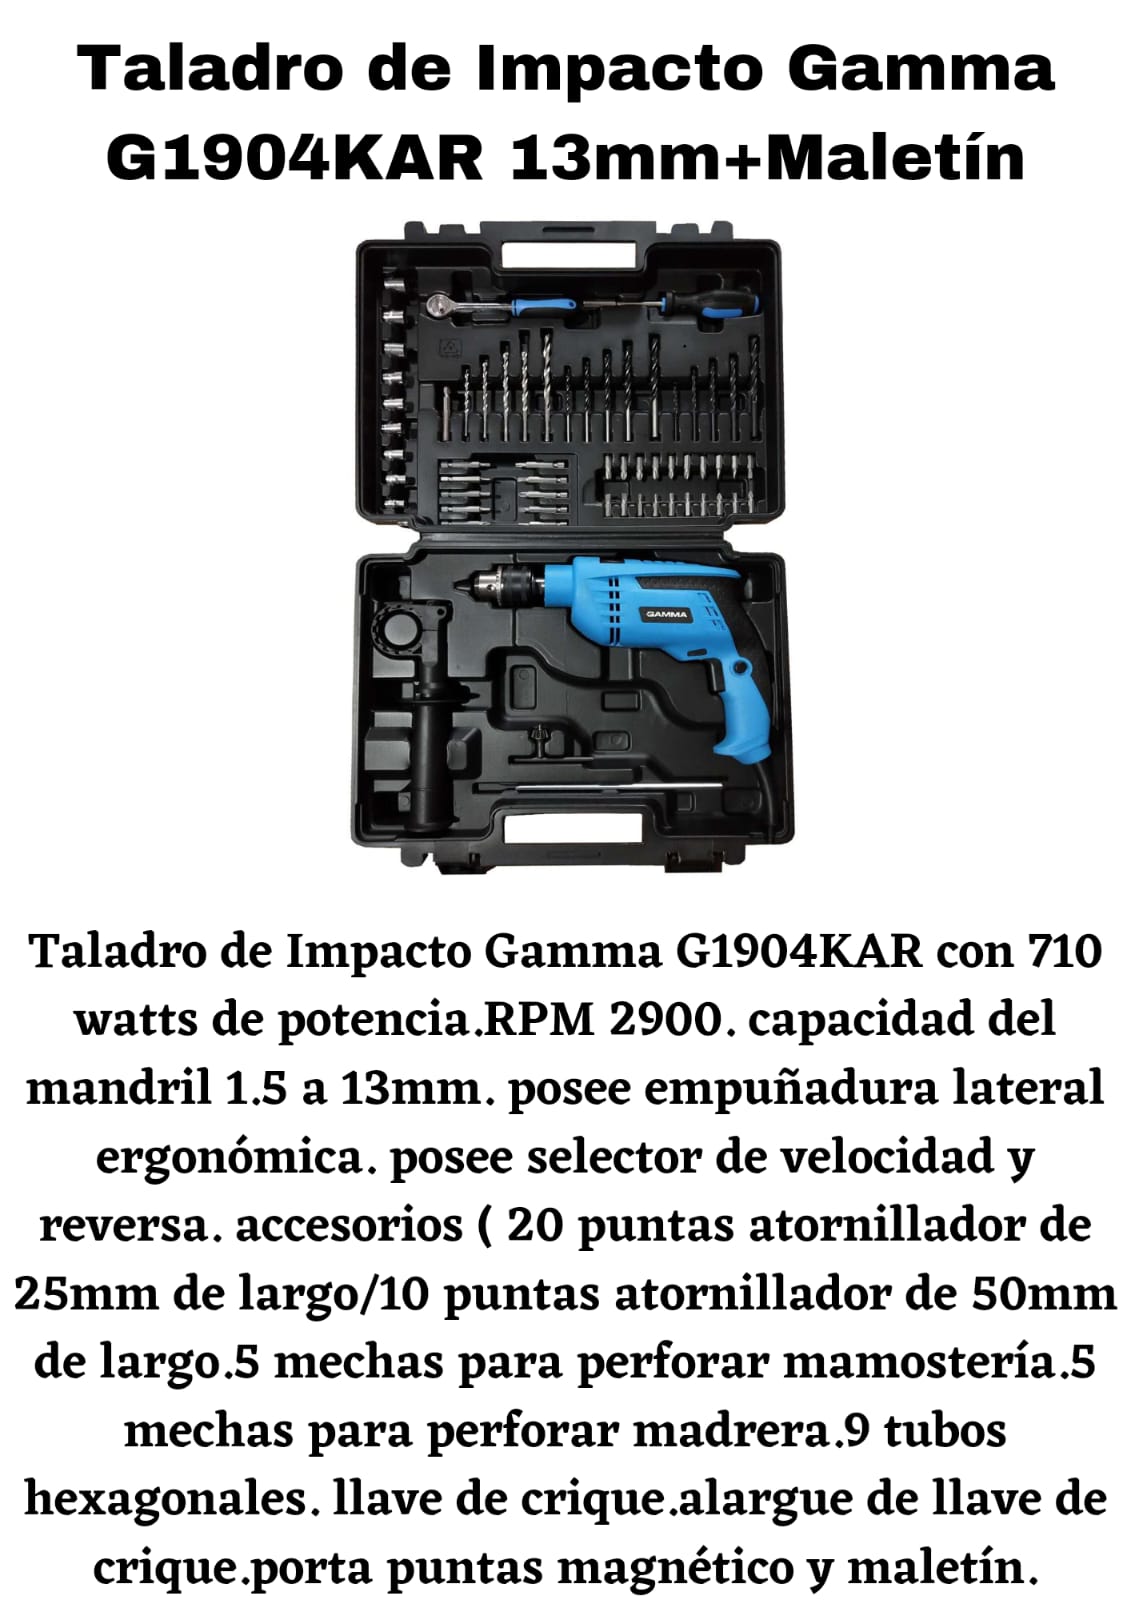 Taladro de Impacto Gamma
G1904KAR 13mm+Maletín
GAMMA
Taladro de Impacto Gamma G1904KAR con 710
watts de potencia.RPM 2900. capacidad del
mandril 1.5 a 13mm. posee empuñadura lateral
ergonómica. posee selector de velocidad y
reversa. accesorios ( 20 puntas atornillador de
25mm de largo/10 puntas atornillador de 50mm
de largo.5 mechas para perforar mamostería.5
mechas para perforar madrera.9 tubos
hexagonales. llave de crique.alargue de llave de
crique.porta puntas magnético y maletín.